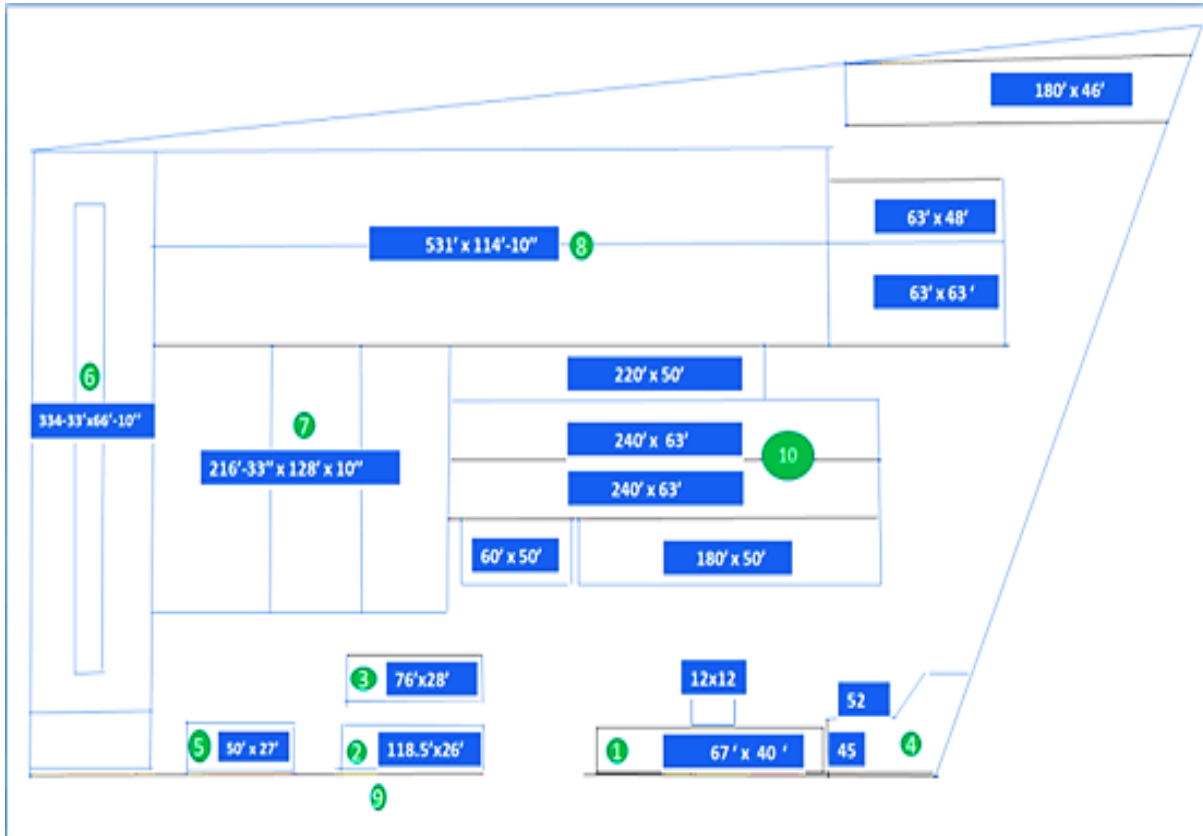 180' x 46'
63' x 48'
531' x 114'-10"
8
63' x 63 '
6
334-33'x66'-10"
220' x 50'
7
240' x 63'
10
216'-33" x 128' x 10"
240' x 63'
60' x 50'
180' x 50'
3
76'x28'
12x12
52
5
50' x 27'
2
118.5'x26'
1
67 ' x 40 '
45
4
9